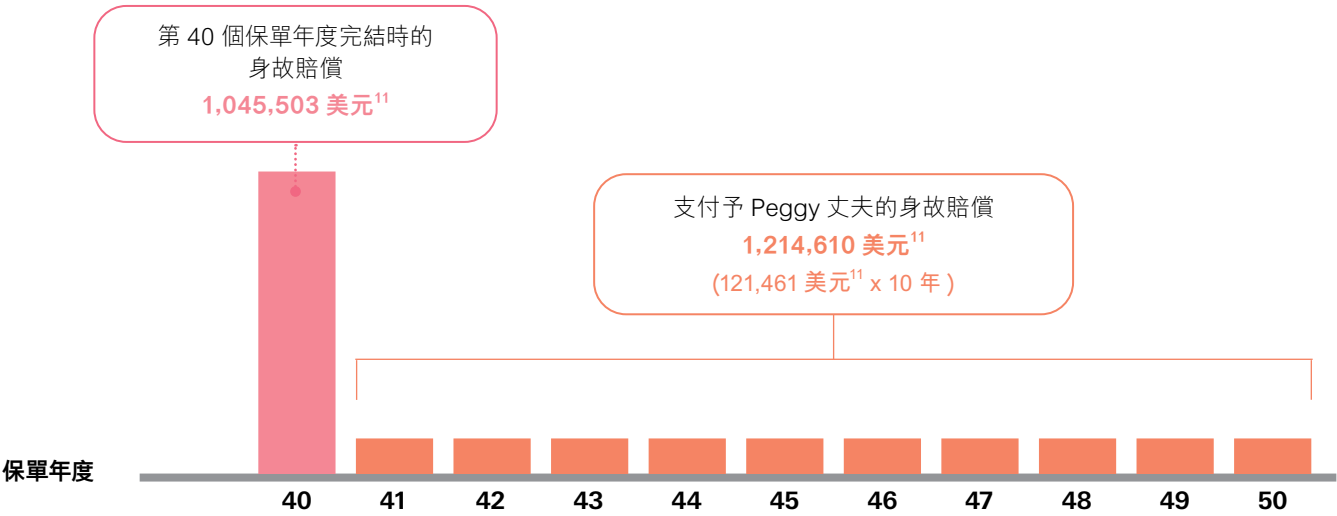 第 40 個保單年度完結時的
身故賠償
1,045,503 美元11
支付予 Peggy 丈夫的身故賠償
1,214,610 美元11
(121,461 美元11 x 10 年 )
保單年度
40 41 42 43 44 45 46 47 48 49 50